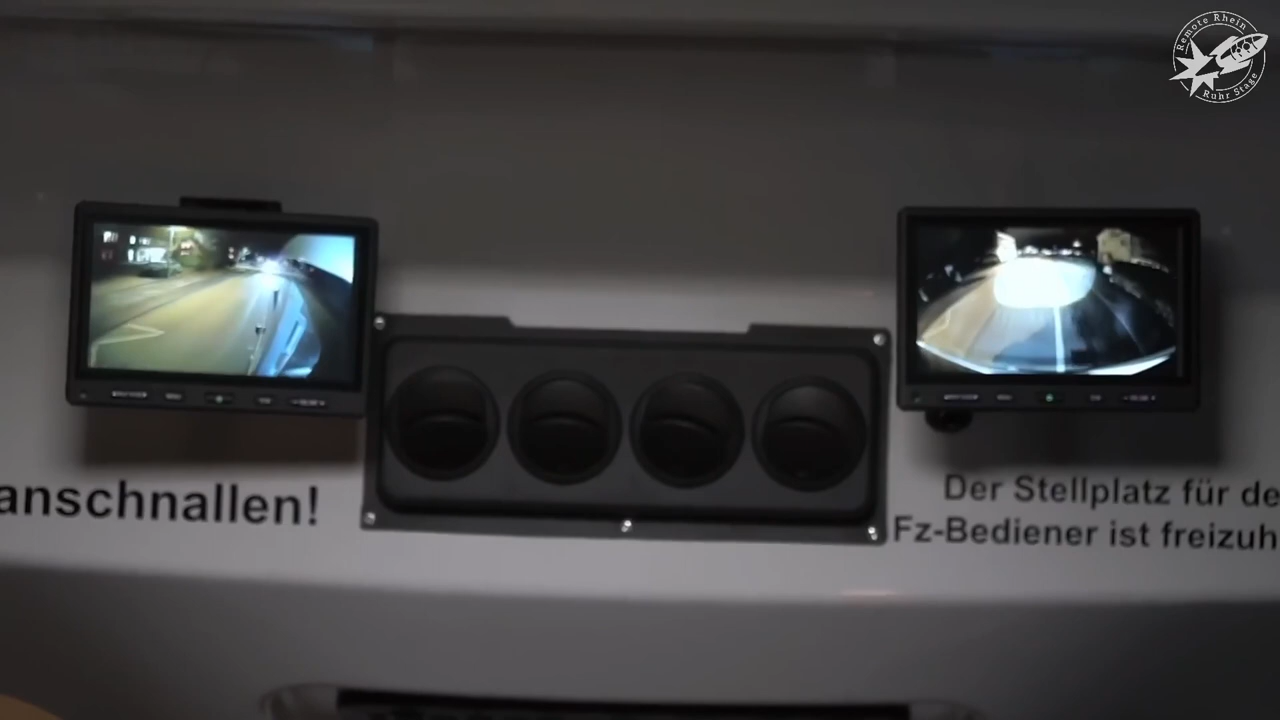 Remote Rhein
Ruhr Stage
anschnallen!
Der Stellplatz für de
Fz-Bediener ist freizuh